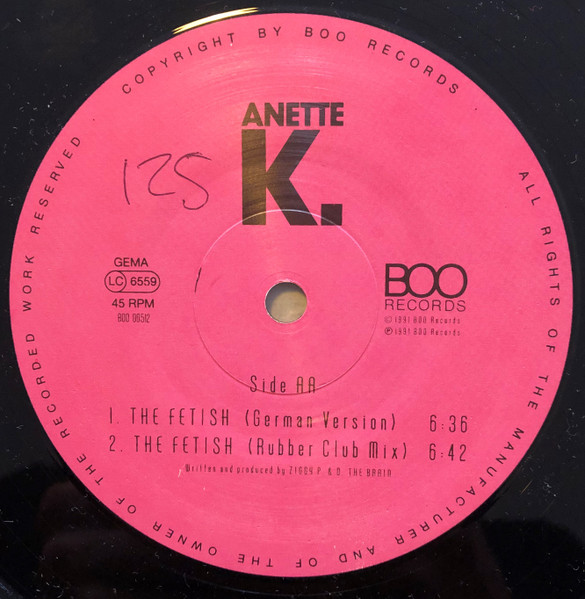 COPYRIGHT BY BOO RECORDS
ALL RIGHTS OF THE MANUFACTURER AND OF THE OWNER OF THE RECORDED WORK RESERVED
ANETTE
K.
125
GEMA
LC 6559
45 RPM
BOO 06512
BOO
RECORDS
© 1991 BOO Records
℗ 1991 BOO Records
Side AA
1. THE FETISH (German Version) 6:36
2. THE FETISH (Rubber Club Mix) 6:42
Written and produced by ZIGGY P. & D. THE BRAIN